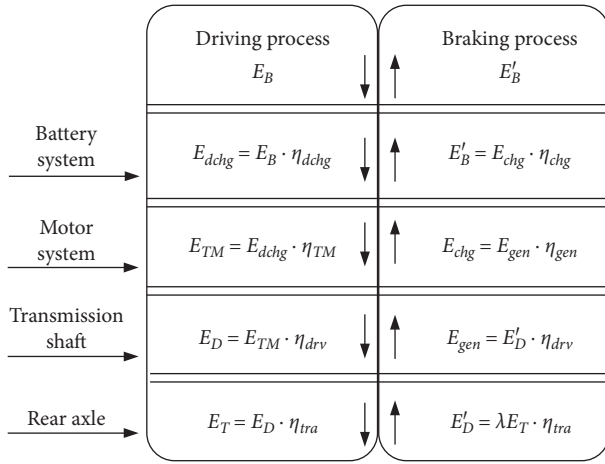 Driving process
Braking process
E_B
E'_B
Battery
system
E_dchg = E_B · η_dchg
E'_B = E_chg · η_chg
Motor
system
E_TM = E_dchg · η_TM
E_chg = E_gen · η_gen
Transmission
shaft
E_D = E_TM · η_drv
E_gen = E'_D · η_drv
Rear axle
E_T = E_D · η_tra
E'_D = λE_T · η_tra